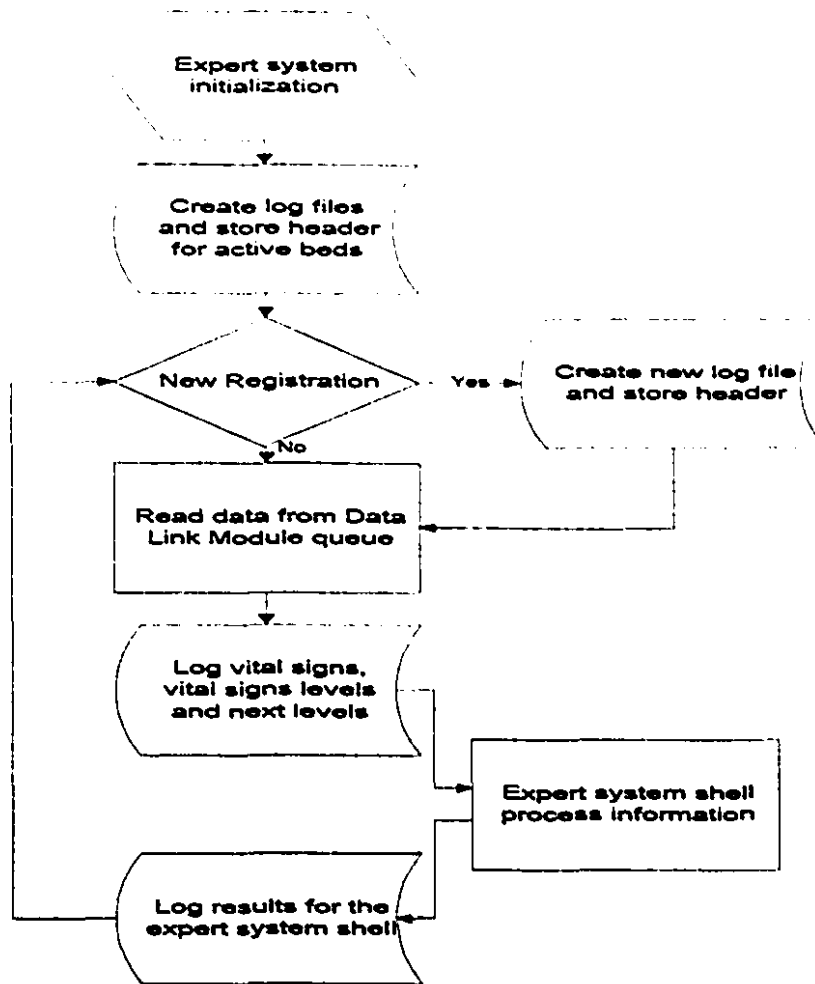 Expert system
initialization
Create log files
and store header
for active beds
New Registration
Yes
Create new log file
and store header
No
Read data from Data
Link Module queue
Log vital signs,
vital signs levels
and next levels
Expert system shell
process information
Log results for the
expert system shell